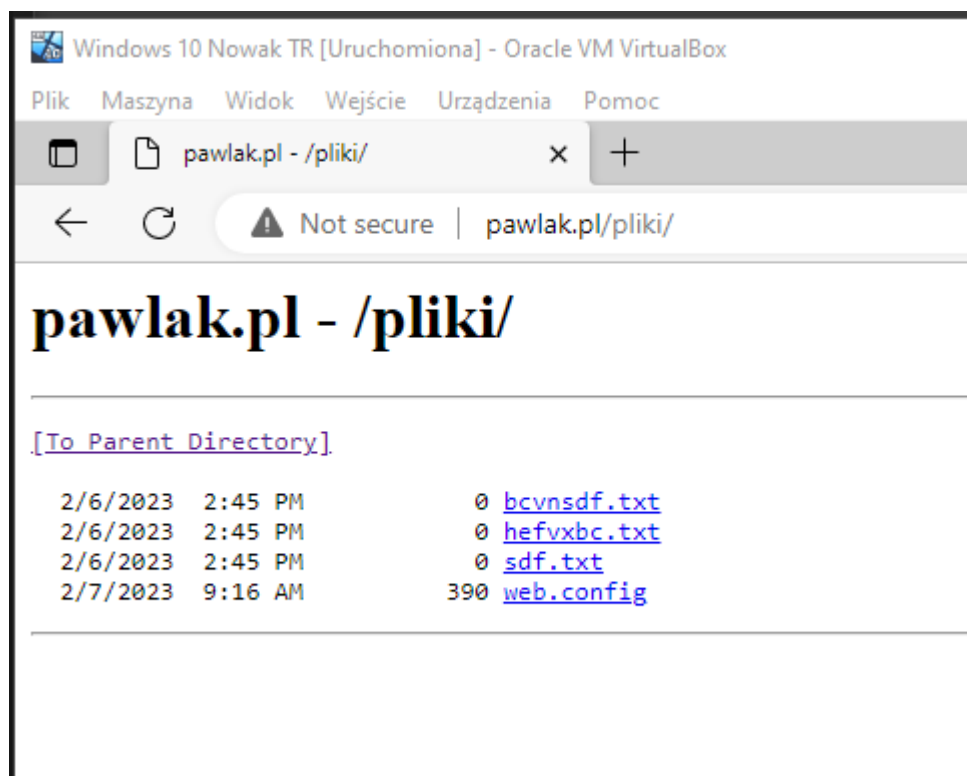 Windows 10 Nowak TR [Uruchomiona] - Oracle VM VirtualBox
Plik Maszyna Widok Wejście Urządzenia Pomoc
pawlak.pl - /pliki/
Not secure pawlak.pl/pliki/
pawlak.pl - /pliki/
[To Parent Directory]
2/6/2023 2:45 PM 0 bcvnsdf.txt
2/6/2023 2:45 PM 0 hefvxbc.txt
2/6/2023 2:45 PM 0 sdf.txt
2/7/2023 9:16 AM 390 web.config